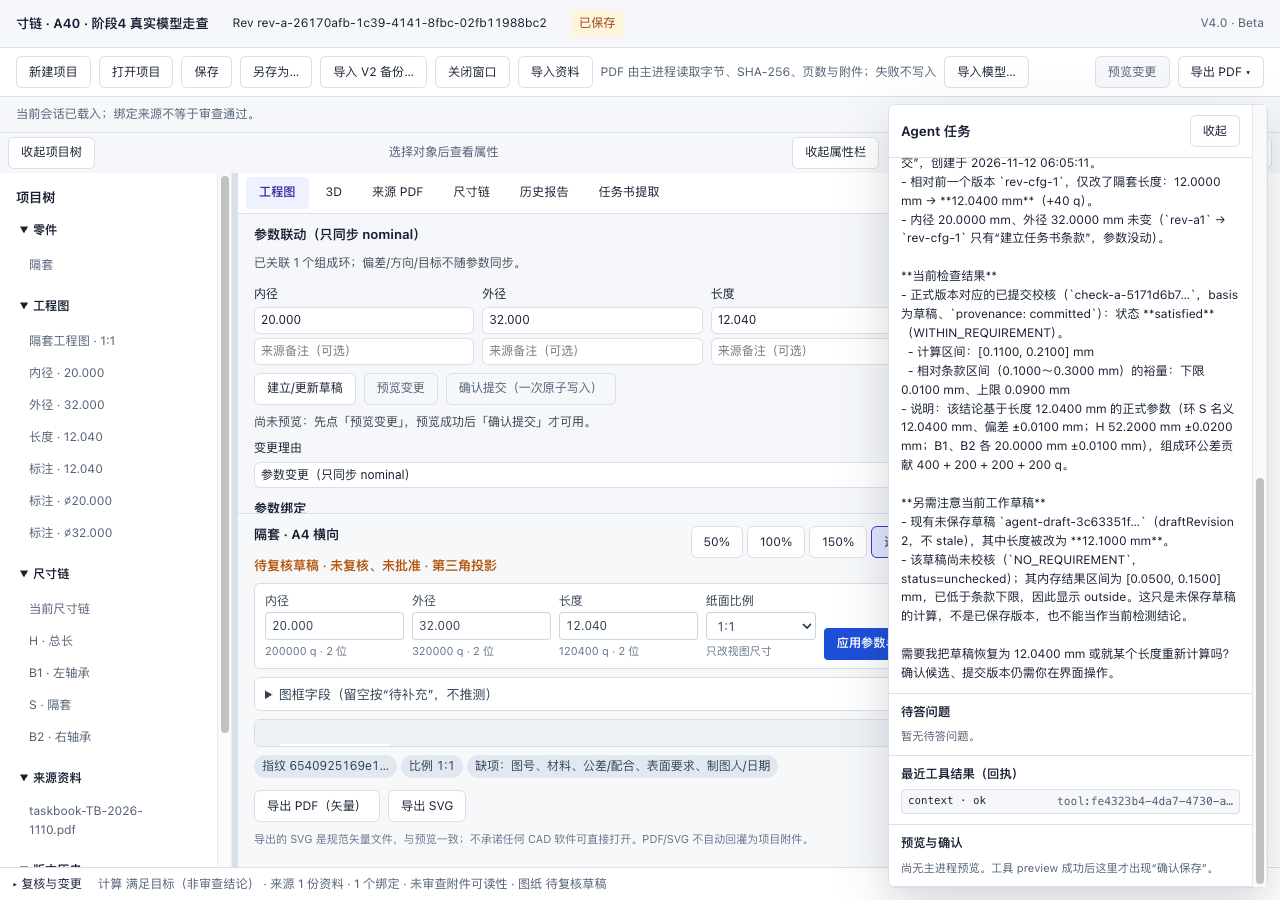 寸链 · A40 · 阶段4 真实模型走查
Rev rev-a-26170afb-1c39-4141-8fbc-02fb11988bc2
已保存
V4.0 · Beta
新建项目
打开项目
保存
另存为…
导入 V2 备份…
关闭窗口
导入资料
PDF 由主进程读取字节、SHA-256、页数与附件；失败不写入
导入模型…
预览变更
导出 PDF ▾
当前会话已载入；绑定来源不等于审查通过。
收起项目树
选择对象后查看属性
收起属性栏
项目树
▼ 零件
隔套
▼ 工程图
隔套工程图 · 1:1
内径 · 20.000
外径 · 32.000
长度 · 12.040
标注 · 12.040
标注 · ⌀20.000
标注 · ⌀32.000
▼ 尺寸链
当前尺寸链
H · 总长
B1 · 左轴承
S · 隔套
B2 · 右轴承
▼ 来源资料
taskbook-TB-2026-
1110.pdf
工程图
3D
来源 PDF
尺寸链
历史报告
任务书提取
参数联动（只同步 nominal）
已关联 1 个组成环；偏差/方向/目标不随参数同步。
内径
外径
长度
20.000
32.000
12.040
来源备注（可选）
来源备注（可选）
来源备注（可选）
建立/更新草稿
预览变更
确认提交（一次原子写入）
尚未预览：先点「预览变更」，预览成功后「确认提交」才可用。
变更理由
参数变更（只同步 nominal）
参数绑定
隔套 · A4 横向
50%
100%
150%
待复核草稿 · 未复核、未批准 · 第三角投影
内径
外径
长度
纸面比例
20.000
32.000
12.040
1:1
应用参数
200000 q · 2 位
320000 q · 2 位
120400 q · 2 位
只改视图尺寸
▶ 图框字段（留空按“待补充”，不推测）
指纹 6540925169e1…
比例 1:1
缺项：图号、材料、公差/配合、表面要求、制图人/日期
导出 PDF（矢量）
导出 SVG
导出的 SVG 是规范矢量文件，与预览一致；不承诺任何 CAD 软件可直接打开。PDF/SVG 不自动回灌为项目附件。
Agent 任务
收起
交”，创建于 2026-11-12 06:05:11。
- 相对前一个版本 `rev-cfg-1`，仅改了隔套长度：12.0000
mm → **12.0400 mm**（+40 q）。
- 内径 20.0000 mm、外径 32.0000 mm 未变（`rev-a1` →
`rev-cfg-1` 只有“建立任务书条款”，参数没动）。
**当前检查结果**
- 正式版本对应的已提交校核（`check-a-5171d6b7…`，basis
为草稿、`provenance: committed`）：状态 **satisfied**
（WITHIN_REQUIREMENT）。
- 计算区间：[0.1100, 0.2100] mm
- 相对条款区间（0.1000～0.3000 mm）的裕量：下限
0.0100 mm、上限 0.0900 mm
- 说明：该结论基于长度 12.0400 mm 的正式参数（环 S 名义
12.0400 mm、偏差 ±0.0100 mm；H 52.2000 mm ±0.0200
mm；B1、B2 各 20.0000 mm ±0.0100 mm），组成环公差贡
献 400 + 200 + 200 + 200 q。
**另需注意当前工作草稿**
- 现有未保存草稿 `agent-draft-3c63351f…`（draftRevision
2，不 stale），其中长度被改为 **12.1000 mm**。
- 该草稿尚未校核（`NO_REQUIREMENT`，
status=unchecked）；其内存结果区间为 [0.0500, 0.1500]
mm，已低于条款下限，因此显示 outside。这只是未保存草稿
的计算，不是已保存版本，也不能当作当前检测结论。
需要我把草稿恢复为 12.0400 mm 或就某个长度重新计算吗？
确认候选、提交版本仍需你在界面操作。
待答问题
暂无待答问题。
最近工具结果（回执）
context · ok
tool:fe4323b4-4da7-4730-a…
预览与确认
尚无主进程预览。工具 preview 成功后这里才出现“确认保存”。
▸ 复核与变更
计算 满足目标（非审查结论） · 来源 1 份资料 · 1 个绑定 · 未审查附件可读性 · 图纸 待复核草稿